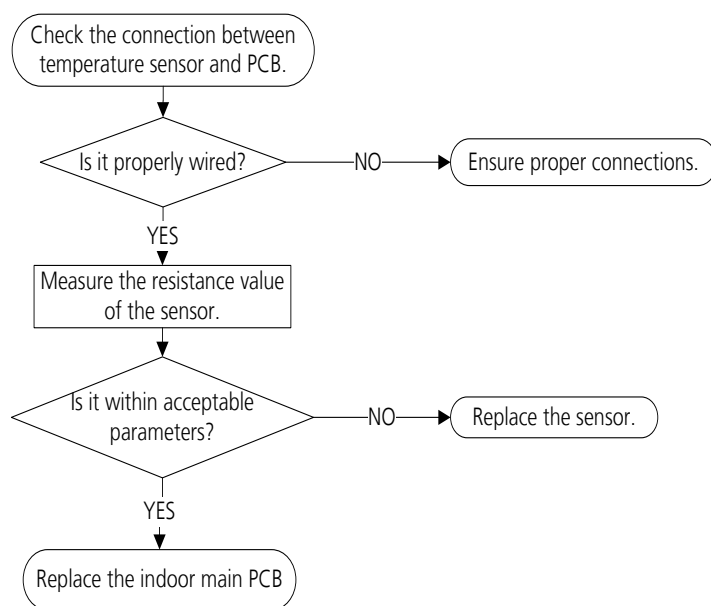 Check the connection between
temperature sensor and PCB.
Is it properly wired?
NO
Ensure proper connections.
YES
Measure the resistance value
of the sensor.
Is it within acceptable
parameters?
NO
Replace the sensor.
YES
Replace the indoor main PCB